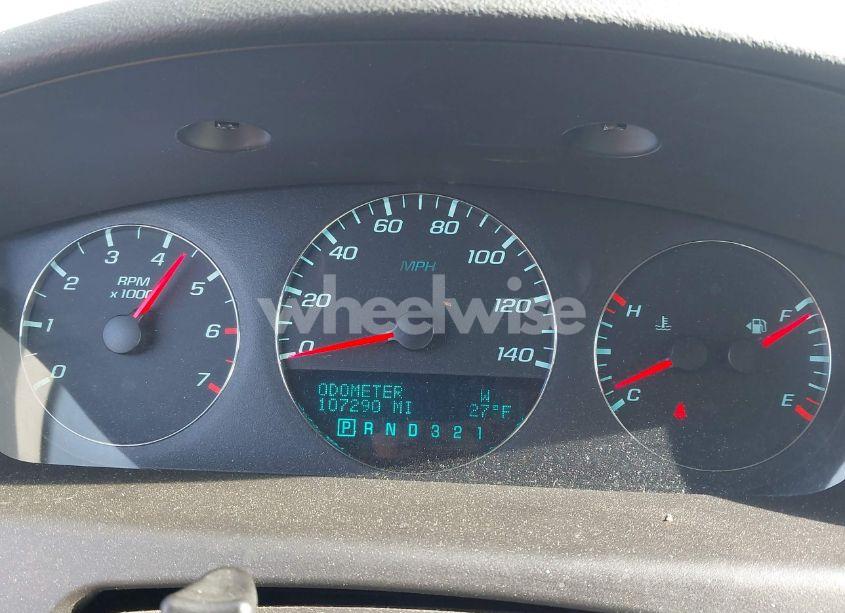 0 1 2 3 4 5 6 7
RPM
x 1000
0 20 40 60 80 100 120 140
MPH
ODOMETER W
107290 MI 27°F
P R N D 3 2 1
H F
C E
wheelwise